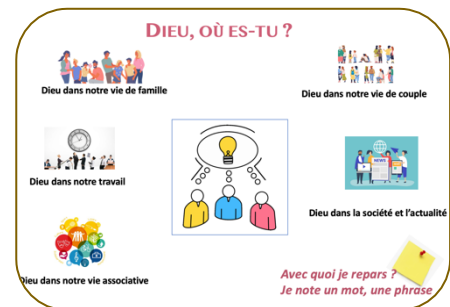 DIEU, OÙ ES-TU ?
Dieu dans notre vie de famille
Dieu dans notre vie de couple
Dieu dans notre travail
NEWS
Dieu dans la société et l'actualité
Dieu dans notre vie associative
Avec quoi je repars ?
Je note un mot, une phrase